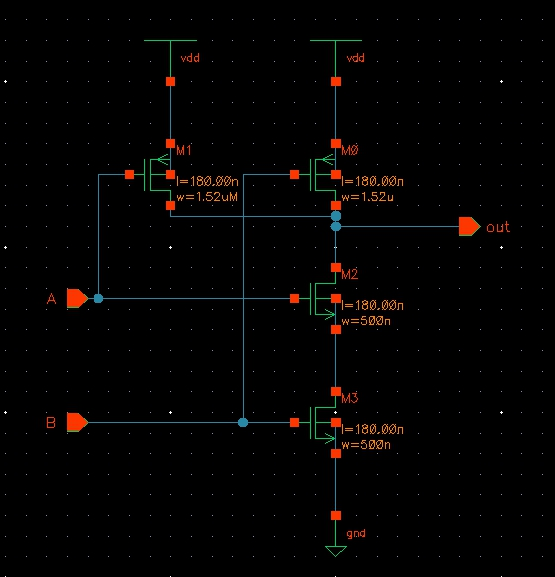 vdd
vdd
M1
l=180.00n
w=1.52uM
M0
l=180.00n
w=1.52u
out
A
M2
l=180.00n
w=500n
B
M3
l=180.00n
w=500n
gnd